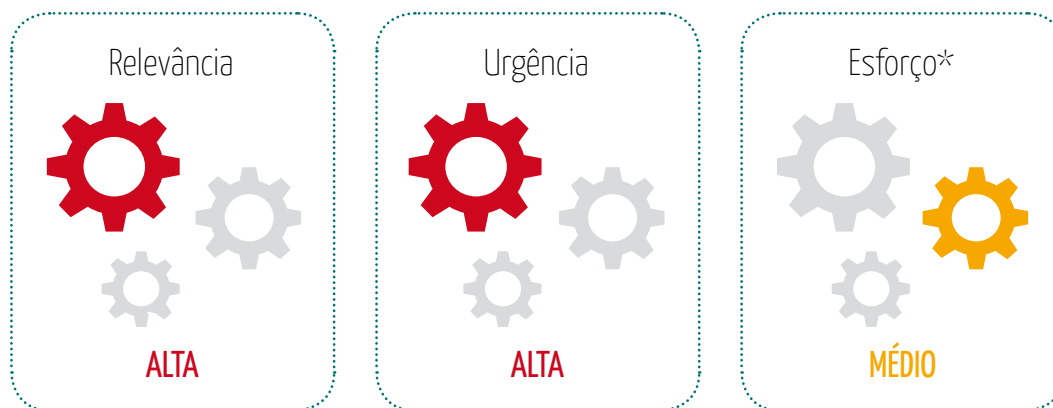 Relevância
ALTA
Urgência
ALTA
Esforço*
MÉDIO